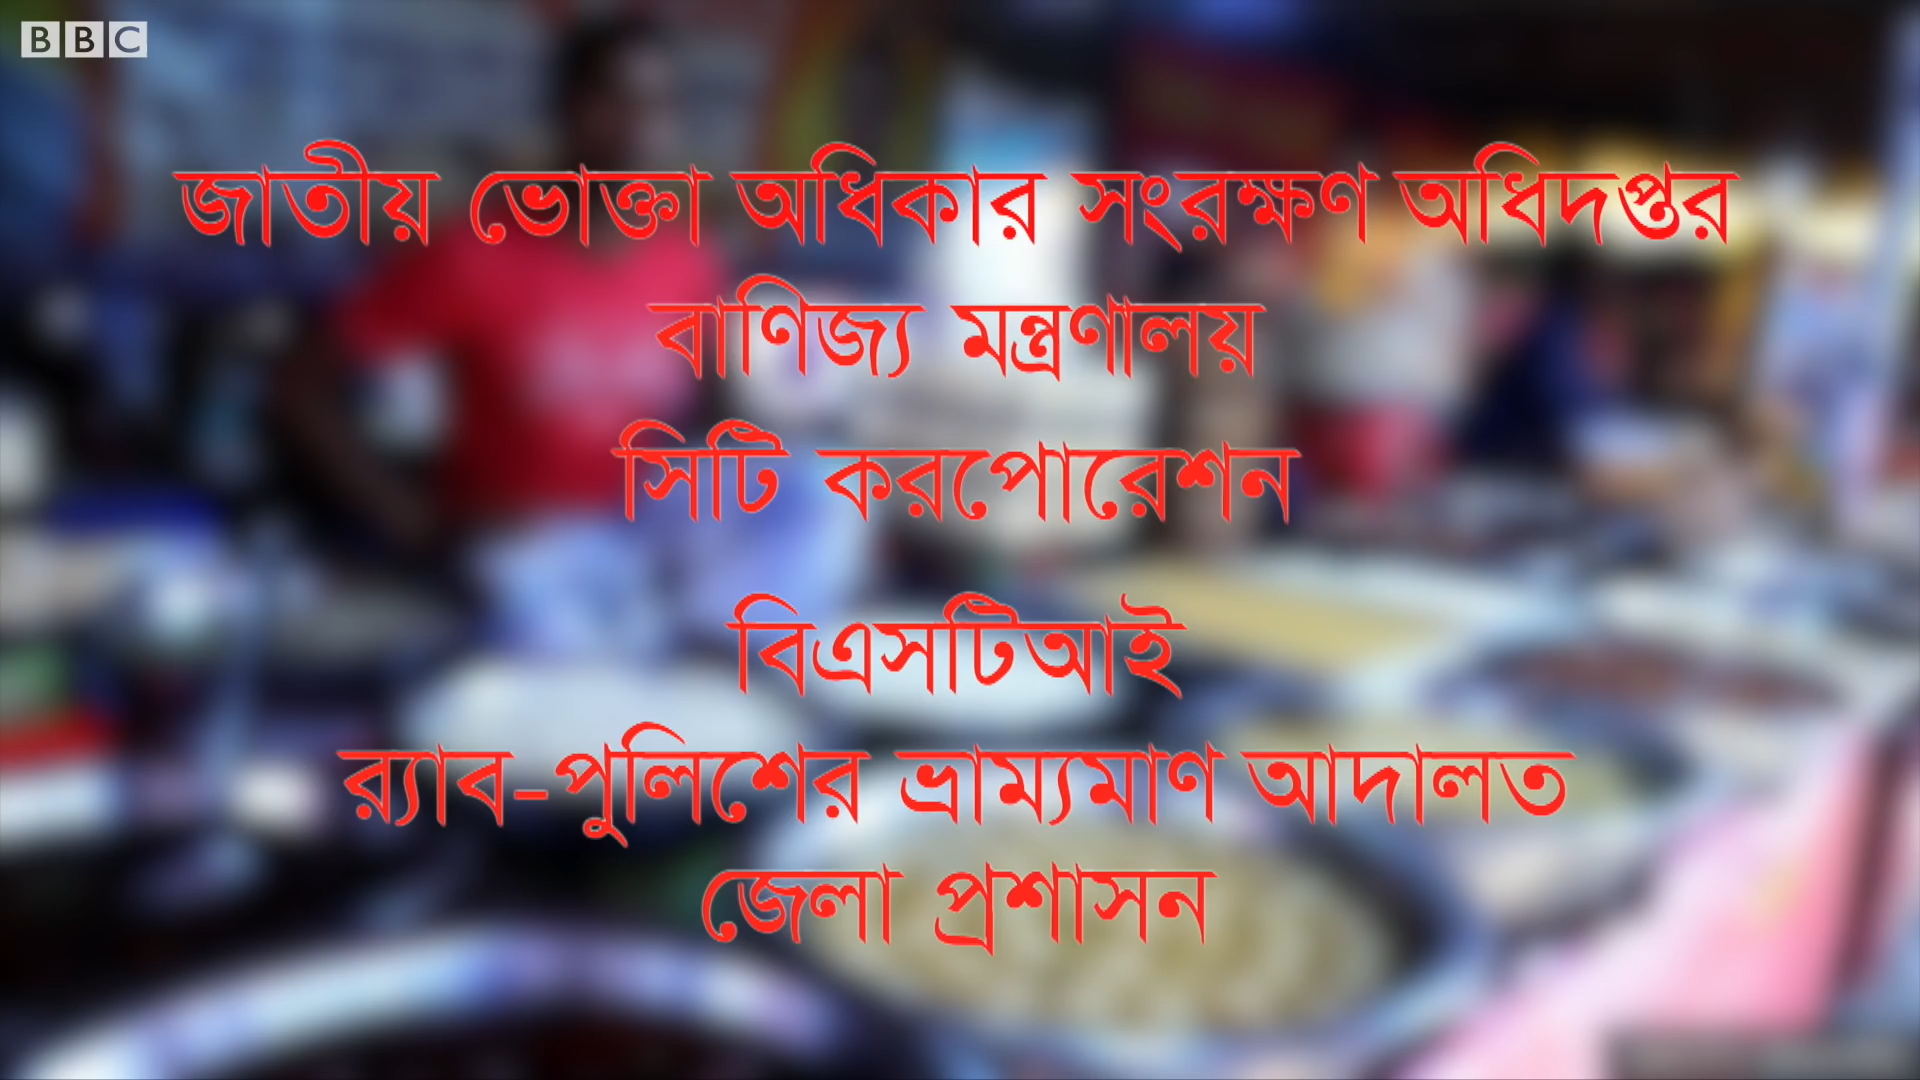 BBC
জাতীয় ভোক্তা অধিকার সংরক্ষণ অধিদপ্তর
বাণিজ্য মন্ত্রণালয়
সিটি করপোরেশন
বিএসটিআই
র‍্যাব-পুলিশের ভ্রাম্যমাণ আদালত
জেলা প্রশাসন